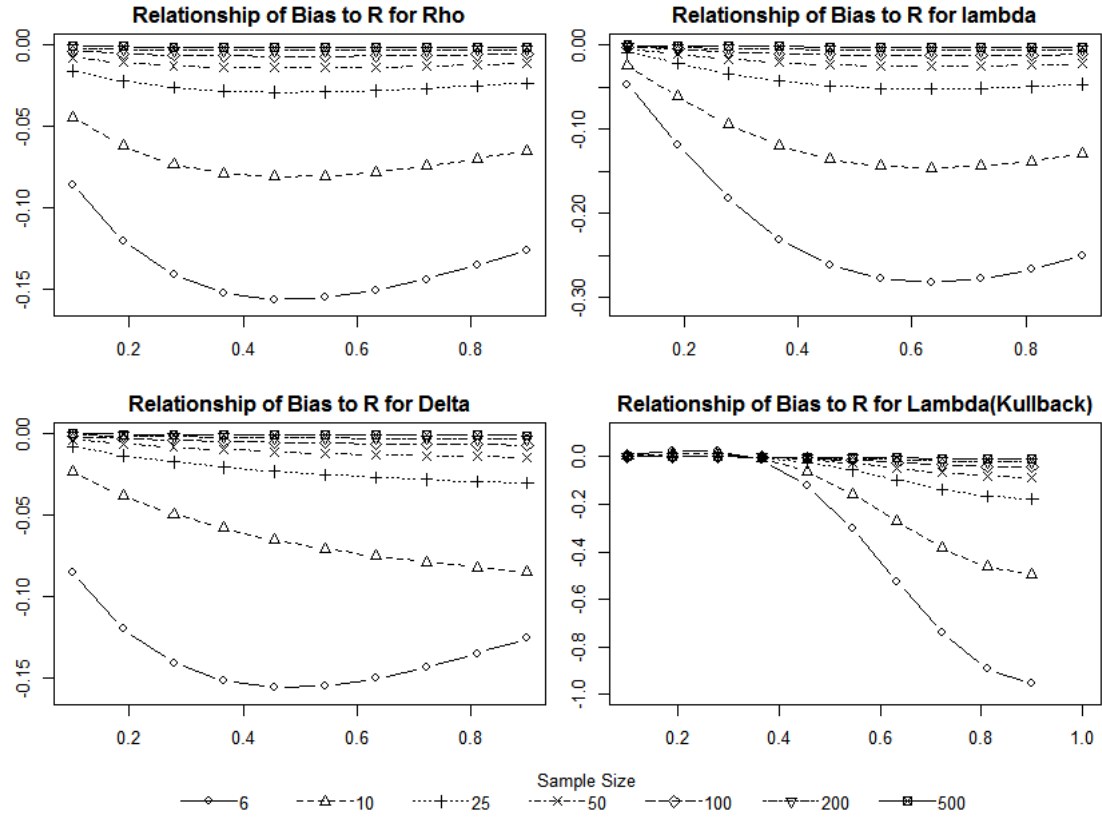 Relationship of Bias to R for Rho
0.00
-0.05
-0.10
-0.15
0.2 0.4 0.6 0.8
Relationship of Bias to R for lambda
0.00
-0.10
-0.20
-0.30
0.2 0.4 0.6 0.8
Relationship of Bias to R for Delta
0.00
-0.05
-0.10
-0.15
0.2 0.4 0.6 0.8
Relationship of Bias to R for Lambda(Kullback)
0.0
-0.2
-0.4
-0.6
-0.8
-1.0
0.2 0.4 0.6 0.8 1.0
Sample Size
6 10 25 50 100 200 500